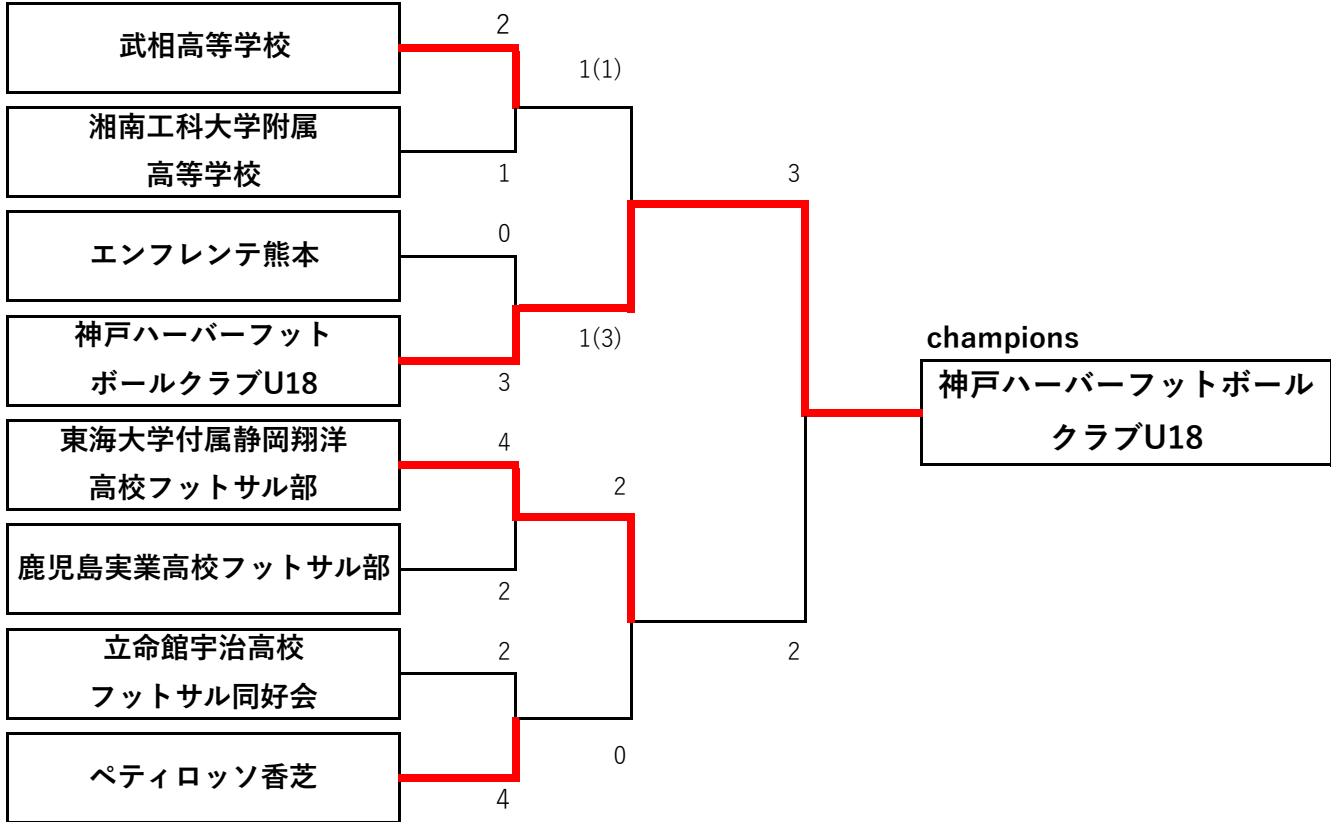 武相高等学校
2
1(1)
湘南工科大学附属
高等学校
1
3
エンフレンテ熊本
0
神戸ハーバーフット
ボールクラブU18
3
1(3)
champions
神戸ハーバーフットボール
クラブU18
東海大学付属静岡翔洋
高校フットサル部
4
2
鹿児島実業高校フットサル部
2
立命館宇治高校
フットサル同好会
2
2
ペティロッソ香芝
4
0